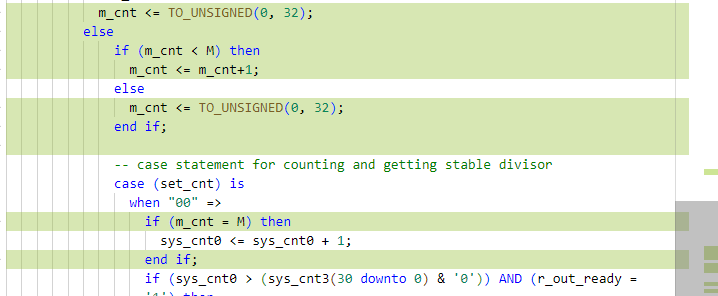 m_cnt <= TO_UNSIGNED(0, 32);
else
if (m_cnt < M) then
m_cnt <= m_cnt+1;
else
m_cnt <= TO_UNSIGNED(0, 32);
end if;
-- case statement for counting and getting stable divisor
case (set_cnt) is
when "00" =>
if (m_cnt = M) then
sys_cnt0 <= sys_cnt0 + 1;
end if;
if (sys_cnt0 > (sys_cnt3(30 downto 0) & '0')) AND (r_out_ready =
'1') then